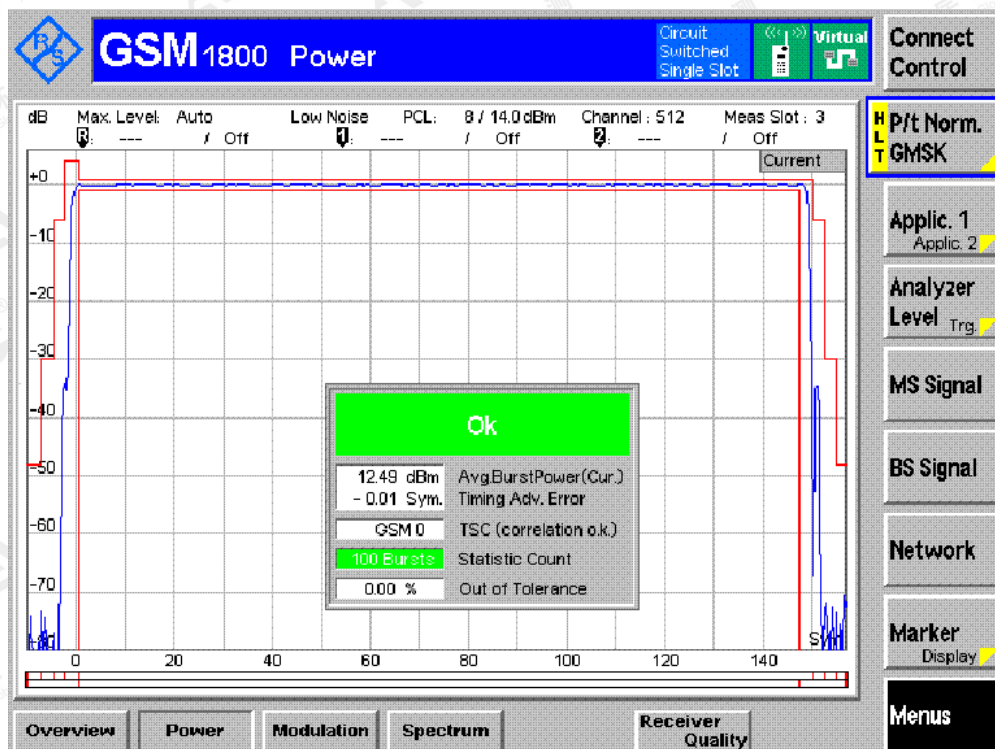 R/S
GSM 1800 Power
Circuit Switched Single Slot
Virtual
Connect Control
dB Max. Level: Auto Low Noise PCL: 8 / 14.0 dBm Channel : 512 Meas Slot : 3
R: --- / Off 1: --- / Off 2: --- / Off
Current
HLT
P/t Norm. GMSK
Applic. 1
Applic. 2
Analyzer Level
Trg.
MS Signal
BS Signal
Network
Marker
Display
Menus
+0
-10
-20
-30
-40
-50
-60
-70
Ok
12.49 dBm Avg.BurstPower(Cur.)
- 0.01 Sym. Timing Adv. Error
GSM 0 TSC (correlation o.k.)
100 Bursts Statistic Count
0.00 % Out of Tolerance
0 20 40 60 80 100 120 140
Overview Power Modulation Spectrum Receiver Quality